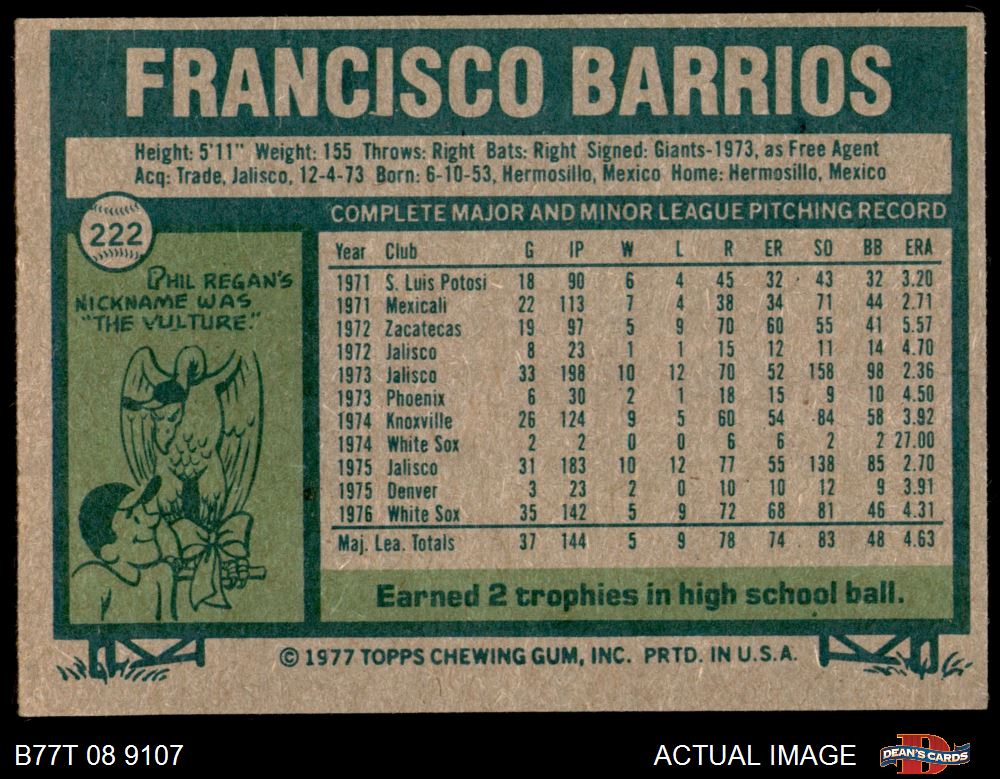 FRANCISCO BARRIOS
Height: 5'11" Weight: 155 Throws: Right Bats: Right Signed: Giants-1973, as Free Agent
Acq: Trade, Jalisco, 12-4-73 Born: 6-10-53, Hermosillo, Mexico Home: Hermosillo, Mexico
222
PHIL REGAN'S
NICKNAME WAS
"THE VULTURE."
COMPLETE MAJOR AND MINOR LEAGUE PITCHING RECORD
Year Club G IP W L R ER SO BB ERA
1971 S. Luis Potosi 18 90 6 4 45 32 43 32 3.20
1971 Mexicali 22 113 7 4 38 34 71 44 2.71
1972 Zacatecas 19 97 5 9 70 60 55 41 5.57
1972 Jalisco 8 23 1 1 15 12 11 14 4.70
1973 Jalisco 33 198 10 12 70 52 158 98 2.36
1973 Phoenix 6 30 2 1 18 15 9 10 4.50
1974 Knoxville 26 124 9 5 60 54 84 58 3.92
1974 White Sox 2 2 0 0 6 6 2 2 27.00
1975 Jalisco 31 183 10 12 77 55 138 85 2.70
1975 Denver 3 23 2 0 10 10 12 9 3.91
1976 White Sox 35 142 5 9 72 68 81 46 4.31
Maj. Lea. Totals 37 144 5 9 78 74 83 48 4.63
Earned 2 trophies in high school ball.
© 1977 TOPPS CHEWING GUM, INC. PRTD. IN U.S.A.
B77T 08 9107
ACTUAL IMAGE
DEAN'S CARDS